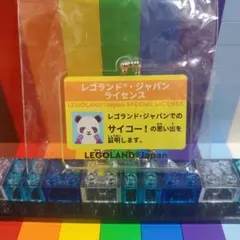 レゴランド®・ジャパン
ライセンス
LEGOLAND®Japan SPECIAL LICENSE
レゴランド・ジャパンでの
サイコー！の思い出を
証明します。
LEGOLAND®Japan